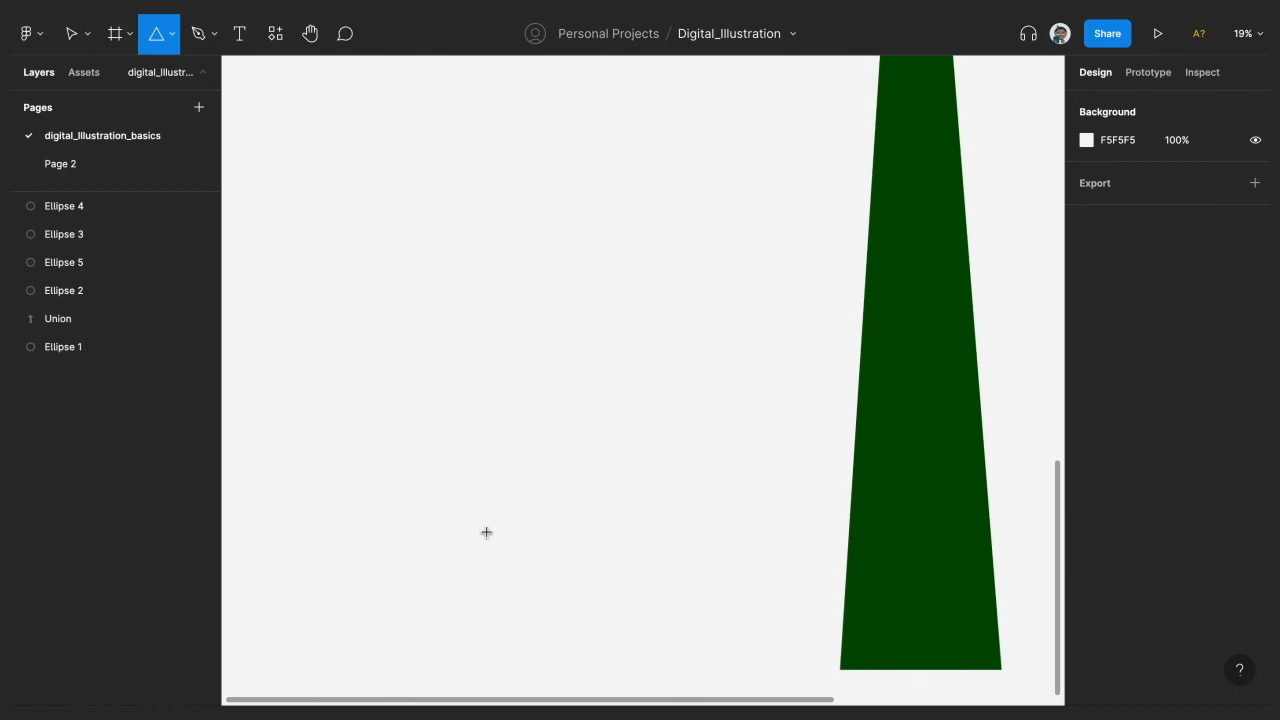 Personal Projects / Digital_Illustration
Share
A?
19%
Layers
Assets
digital_Illustr...
Design
Prototype
Inspect
Pages
digital_Illustration_basics
Page 2
Ellipse 4
Ellipse 3
Ellipse 5
Ellipse 2
Union
Ellipse 1
Background
F5F5F5
100%
Export
?